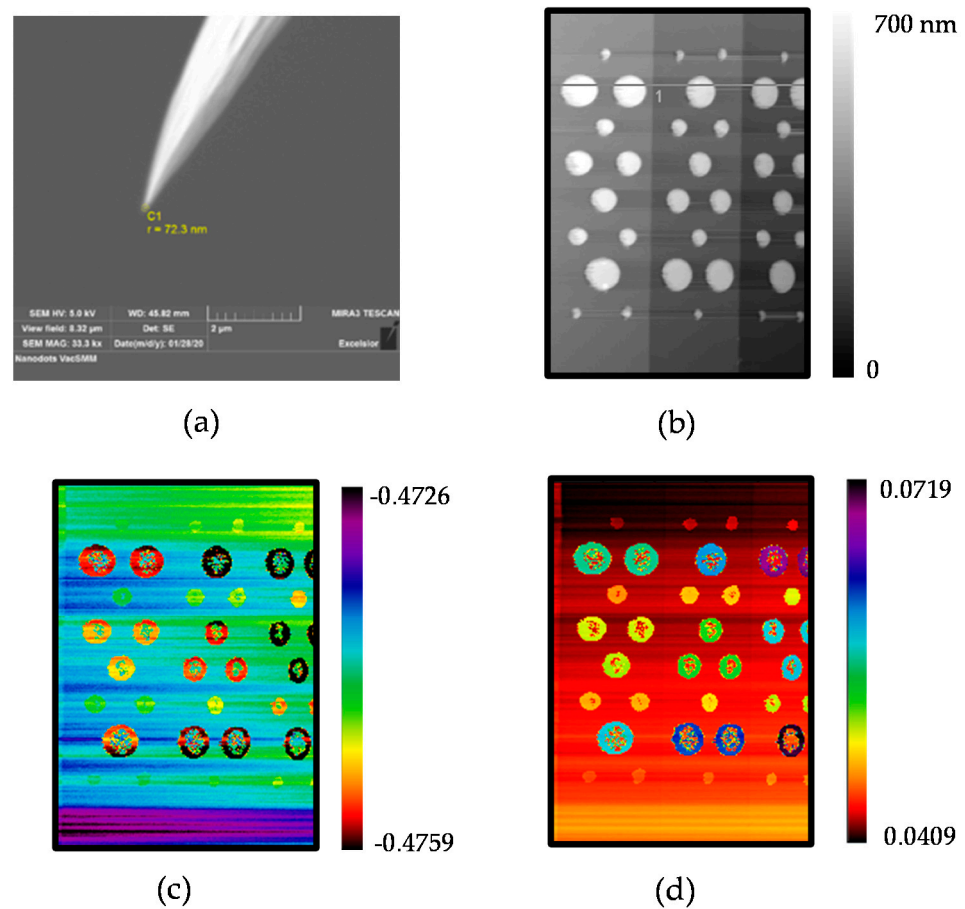 C1
r = 72.3 nm
SEM HV: 5.0 kV WD: 45.82 mm MIRA3 TESCAN
View field: 8.32 µm Det: SE 2 µm
SEM MAG: 33.3 kx Date(m/d/y): 01/28/20 Excelsior
Nanodots VacSMM
(a)
700 nm
1
0
(b)
-0.4726
-0.4759
(c)
0.0719
0.0409
(d)